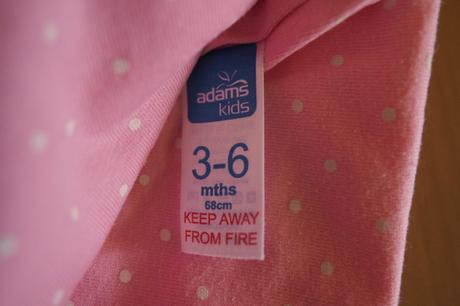 adams
kids
3-6
mths
68cm
KEEP AWAY
FROM FIRE